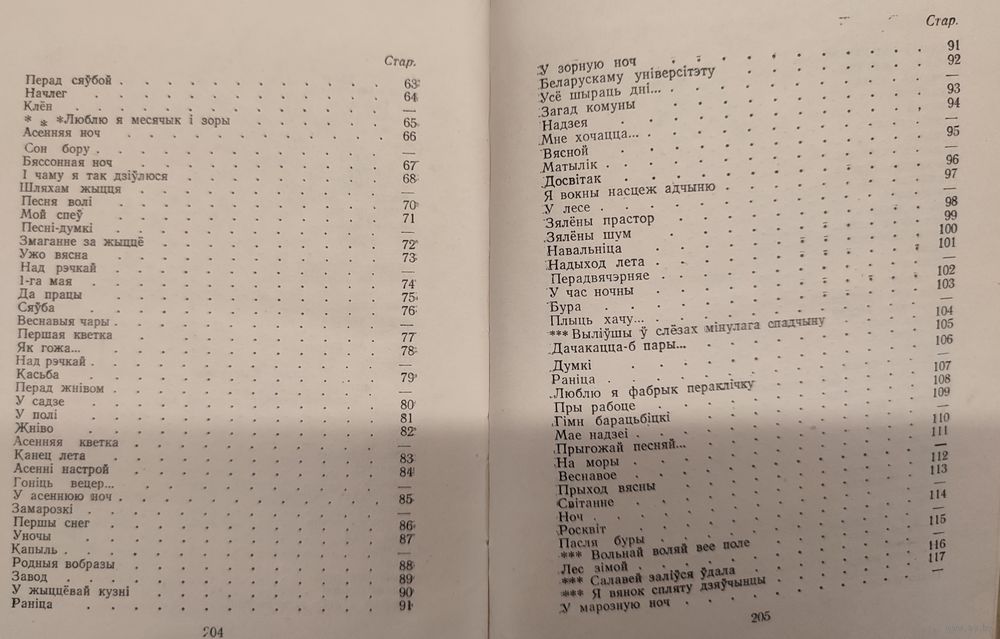 Стар.
Перад сяўбой . . . . . . . . 63
Начлег . . . . . . . . 64
Клён . . . . . . . . —
* * * Люблю я месячык і зоры . . . . 65
Асенняя ноч . . . . . . . . 66
Сон бору . . . . . . . . —
Бяссонная ноч . . . . . . . . 67
І чаму я так дзіўлюся . . . . . . 68
Шляхам жыцця . . . . . . . . —
Песня волі . . . . . . . . 70
Мой спеў . . . . . . . . 71
Песні-думкі . . . . . . . . —
Змаганне за жыццё . . . . . . 72
Ужо вясна . . . . . . . . 73
Над рэчкай . . . . . . . . —
1-га мая . . . . . . . . 74
Да працы . . . . . . . . 75
Сяўба . . . . . . . . 76
Веснавыя чары . . . . . . . . —
Першая кветка . . . . . . . . 77
Як гожа... . . . . . . . . 78
Над рэчкай . . . . . . . . —
Касьба . . . . . . . . 79
Перад жнівом . . . . . . . . —
У садзе . . . . . . . . 80
У полі . . . . . . . . 81
Жніво . . . . . . . . 82
Асенняя кветка . . . . . . . . —
Канец лета . . . . . . . . 83
Асенні настрой . . . . . . . . 84
Гоніць вецер... . . . . . . . . —
У асеннюю ноч . . . . . . . . 85
Замарозкі . . . . . . . . —
Першы снег . . . . . . . . 86
Уночы . . . . . . . . 87
Капыль . . . . . . . . —
Родныя вобразы . . . . . . . . 88
Завод . . . . . . . . 89
У жыццёвай кузні . . . . . . . . 90
Раніца . . . . . . . . 91
204
Стар.
У зорную ноч . . . . . . . . 91
Беларускаму універсітэту . . . . . . 92
Усё шыраць дні... . . . . . . . . —
Загад комуны . . . . . . . . 93
Надзея . . . . . . . . 94
Мне хочацца... . . . . . . . . —
Вясной . . . . . . . . 95
Матылік . . . . . . . . —
Досвітак . . . . . . . . 96
Я вокны насцеж адчыню . . . . . . 97
У лесе . . . . . . . . —
Зялёны прастор . . . . . . . . 98
Зялёны шум . . . . . . . . 99
Навальніца . . . . . . . . 100
Надыход лета . . . . . . . . 101
Перадвячэрняе . . . . . . . . —
У час ночны . . . . . . . . 102
Бура . . . . . . . . 103
Плыць хачу... . . . . . . . . —
*** Выліўшы ў слёзах мінулага спадчыну . . 104
Дачакацца-б пары... . . . . . . 105
Думкі . . . . . . . . 106
Раніца . . . . . . . . 107
Люблю я фабрык пераклічку . . . . 108
Пры рабоце . . . . . . . . 109
Гімн барацьбіцкі . . . . . . . . —
Мае надзеі . . . . . . . . 110
Прыгожай песняй... . . . . . . 111
На моры . . . . . . . . —
Веснавое . . . . . . . . 112
Прыход вясны . . . . . . . . 113
Світанне . . . . . . . . —
Ноч . . . . . . . . 114
Росквіт . . . . . . . . —
Пасля буры . . . . . . . . 115
*** Вольнай воляй вее поле . . . . —
Лес зімой . . . . . . . . 116
*** Салавей заліўся ўдала . . . . 117
*** Я вянок спляту дзяўчынцы . . . . —
У марозную ноч . . . . . . . .
205